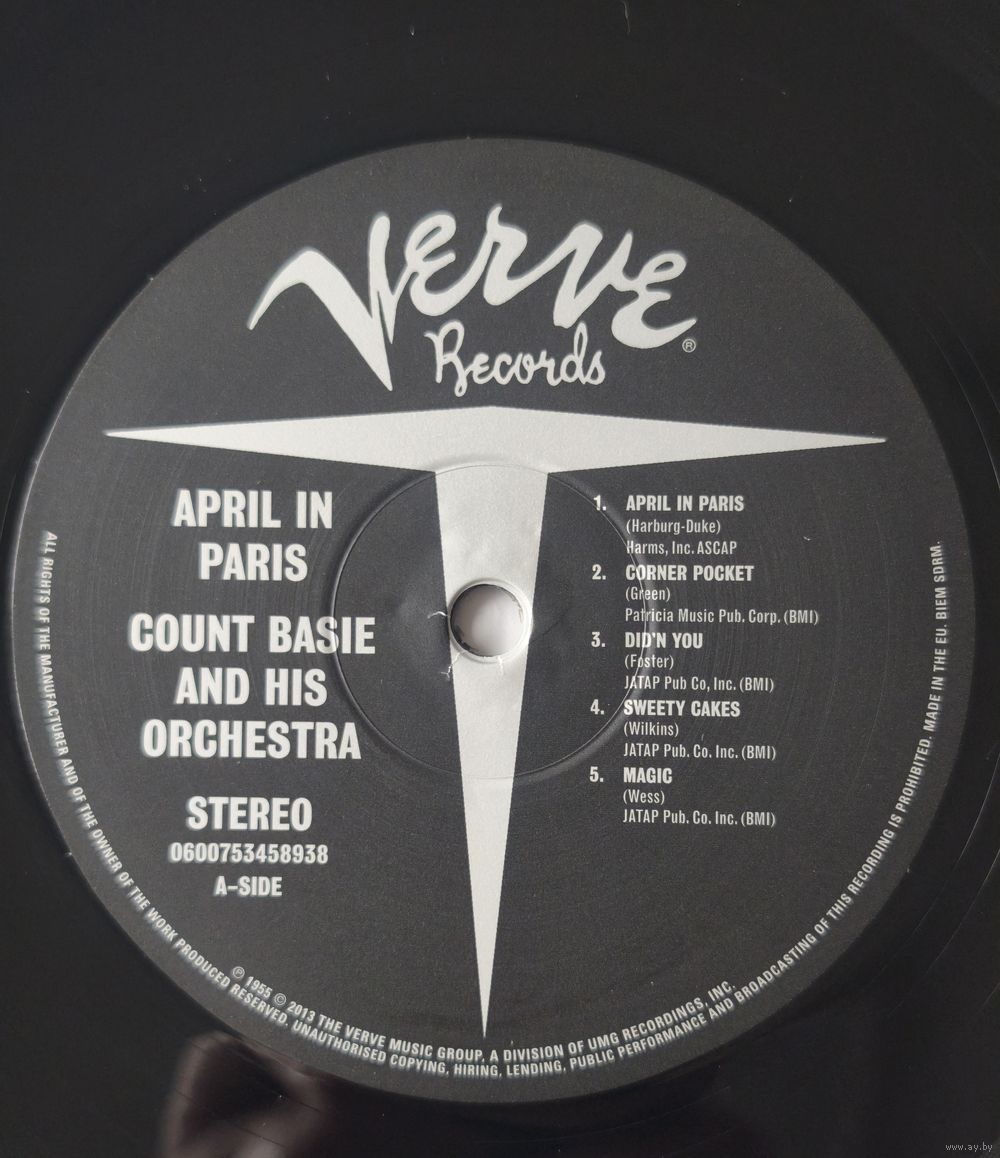 Verve
Records
®
APRIL IN
PARIS
COUNT BASIE
AND HIS
ORCHESTRA
STEREO
0600753458938
A-SIDE
1. APRIL IN PARIS
(Harburg-Duke)
Harms, Inc. ASCAP
2. CORNER POCKET
(Green)
Patricia Music Pub. Corp. (BMI)
3. DID'N YOU
(Foster)
JATAP Pub Co, Inc. (BMI)
4. SWEETY CAKES
(Wilkins)
JATAP Pub. Co. Inc. (BMI)
5. MAGIC
(Wess)
JATAP Pub. Co. Inc. (BMI)
℗ 1955 © 2013 THE VERVE MUSIC GROUP, A DIVISION OF UMG RECORDINGS, INC.
ALL RIGHTS OF THE MANUFACTURER AND OF THE OWNER OF THE WORK PRODUCED RESERVED. UNAUTHORISED COPYING, HIRING, LENDING, PUBLIC PERFORMANCE AND BROADCASTING OF THIS RECORDING IS PROHIBITED. MADE IN THE EU. BIEM SDRM.
www.ay.by